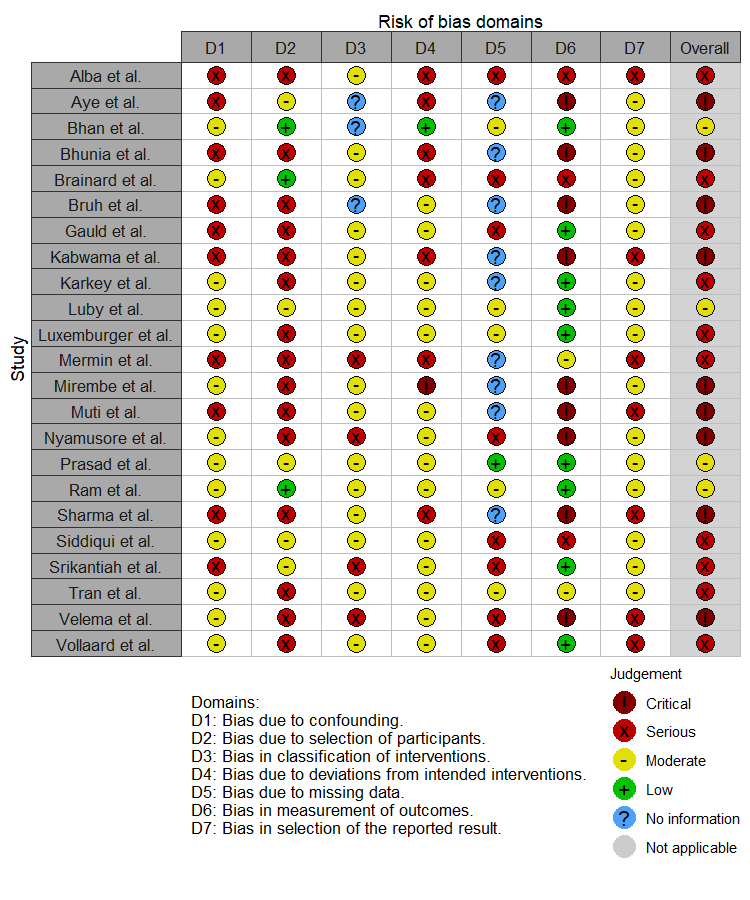 Risk of bias domains
D1 D2 D3 D4 D5 D6 D7 Overall
Study
Alba et al. X X - X X X X X
Aye et al. X - ? X ? ! - !
Bhan et al. - + ? + - + - -
Bhunia et al. X X - X ? ! - !
Brainard et al. - + - X X X - X
Bruh et al. X X ? - ? ! - !
Gauld et al. X X - - X + - X
Kabwama et al. X X - X ? ! X !
Karkey et al. - X - - ? + - X
Luby et al. - - - - - + - -
Luxemburger et al. - X - - - + - X
Mermin et al. X X X X ? - X X
Mirembe et al. - X - ! ? ! - !
Muti et al. X X - - ? ! X !
Nyamusore et al. - X X - X ! - !
Prasad et al. - - - - + + - -
Ram et al. - + - - - + - -
Sharma et al. X X - X ? ! X !
Siddiqui et al. - - - - X X - X
Srikantiah et al. X - X - X + - X
Tran et al. - X - - - - - X
Velema et al. - X X - X ! X !
Vollaard et al. - X - - X + X X
Domains:
D1: Bias due to confounding.
D2: Bias due to selection of participants.
D3: Bias in classification of interventions.
D4: Bias due to deviations from intended interventions.
D5: Bias due to missing data.
D6: Bias in measurement of outcomes.
D7: Bias in selection of the reported result.
Judgement
! Critical
X Serious
- Moderate
+ Low
? No information
Not applicable